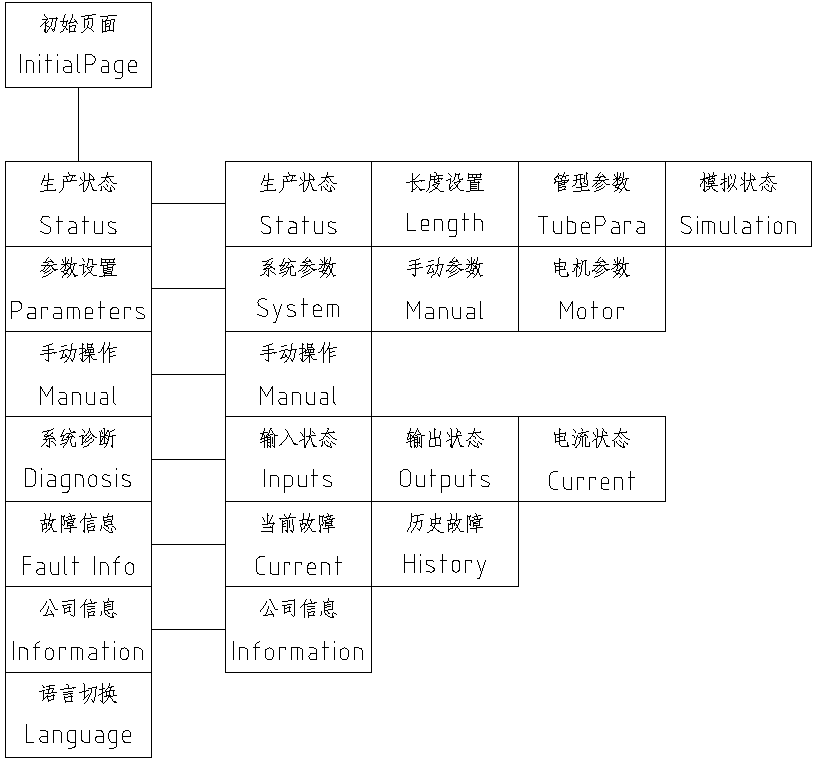 初始页面
InitialPage
生产状态
Status
生产状态
Status
长度设置
Length
管型参数
TubePara
模拟状态
Simulation
参数设置
Parameters
系统参数
System
手动参数
Manual
电机参数
Motor
手动操作
Manual
手动操作
Manual
系统诊断
Diagnosis
输入状态
Inputs
输出状态
Outputs
电流状态
Current
故障信息
Fault Info
当前故障
Current
历史故障
History
公司信息
Information
公司信息
Information
语言切换
Language